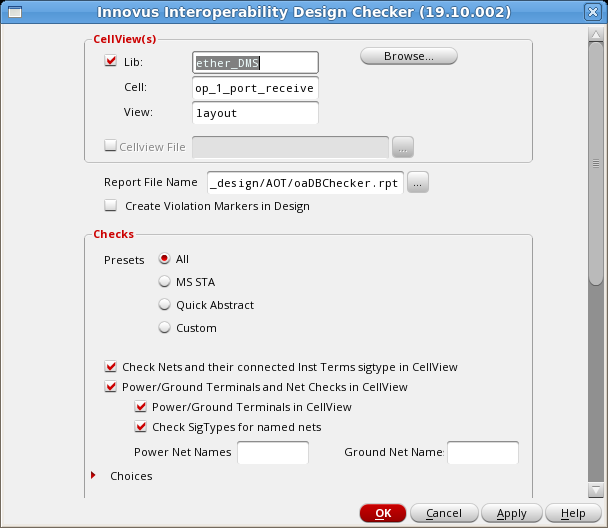 Innovus Interoperability Design Checker (19.10.002)
CellView(s)
Lib: ether_DMS Browse...
Cell: op_1_port_receive
View: layout
Cellview File ...
Report File Name _design/AOT/oaDBChecker.rpt ...
Create Violation Markers in Design
Checks
Presets All
MS STA
Quick Abstract
Custom
Check Nets and their connected Inst Terms sigtype in CellView
Power/Ground Terminals and Net Checks in CellView
Power/Ground Terminals in CellView
Check SigTypes for named nets
Power Net Names Ground Net Name
Choices
OK Cancel Apply Help